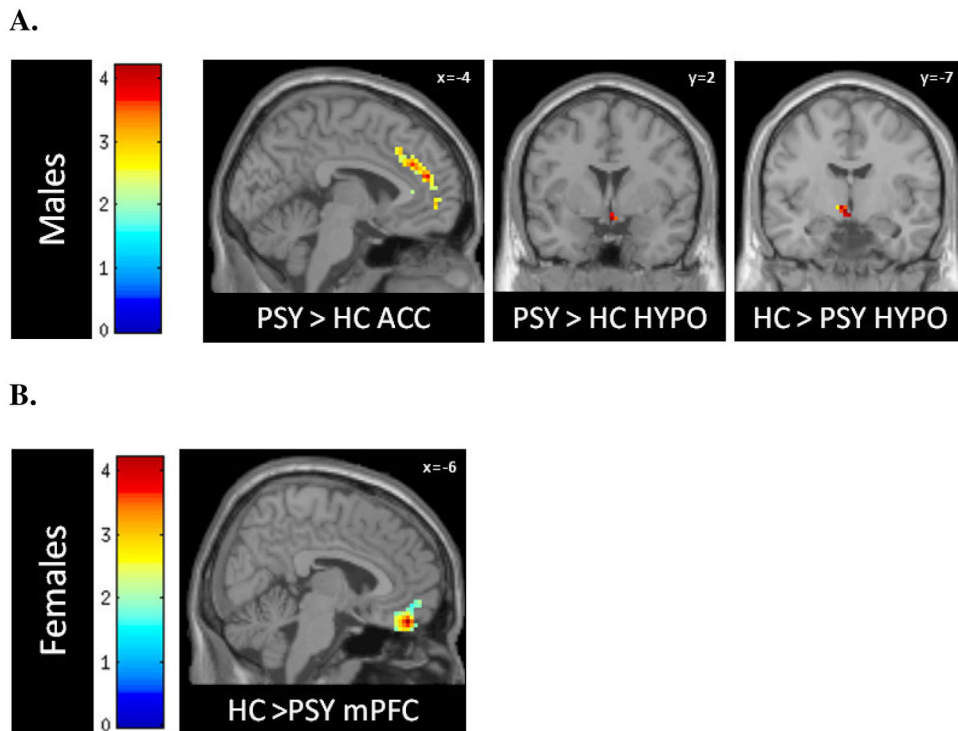 A.
Males
4
3
2
1
0
x=-4
PSY > HC ACC
y=2
PSY > HC HYPO
y=-7
HC > PSY HYPO
B.
Females
4
3
2
1
0
x=-6
HC >PSY mPFC